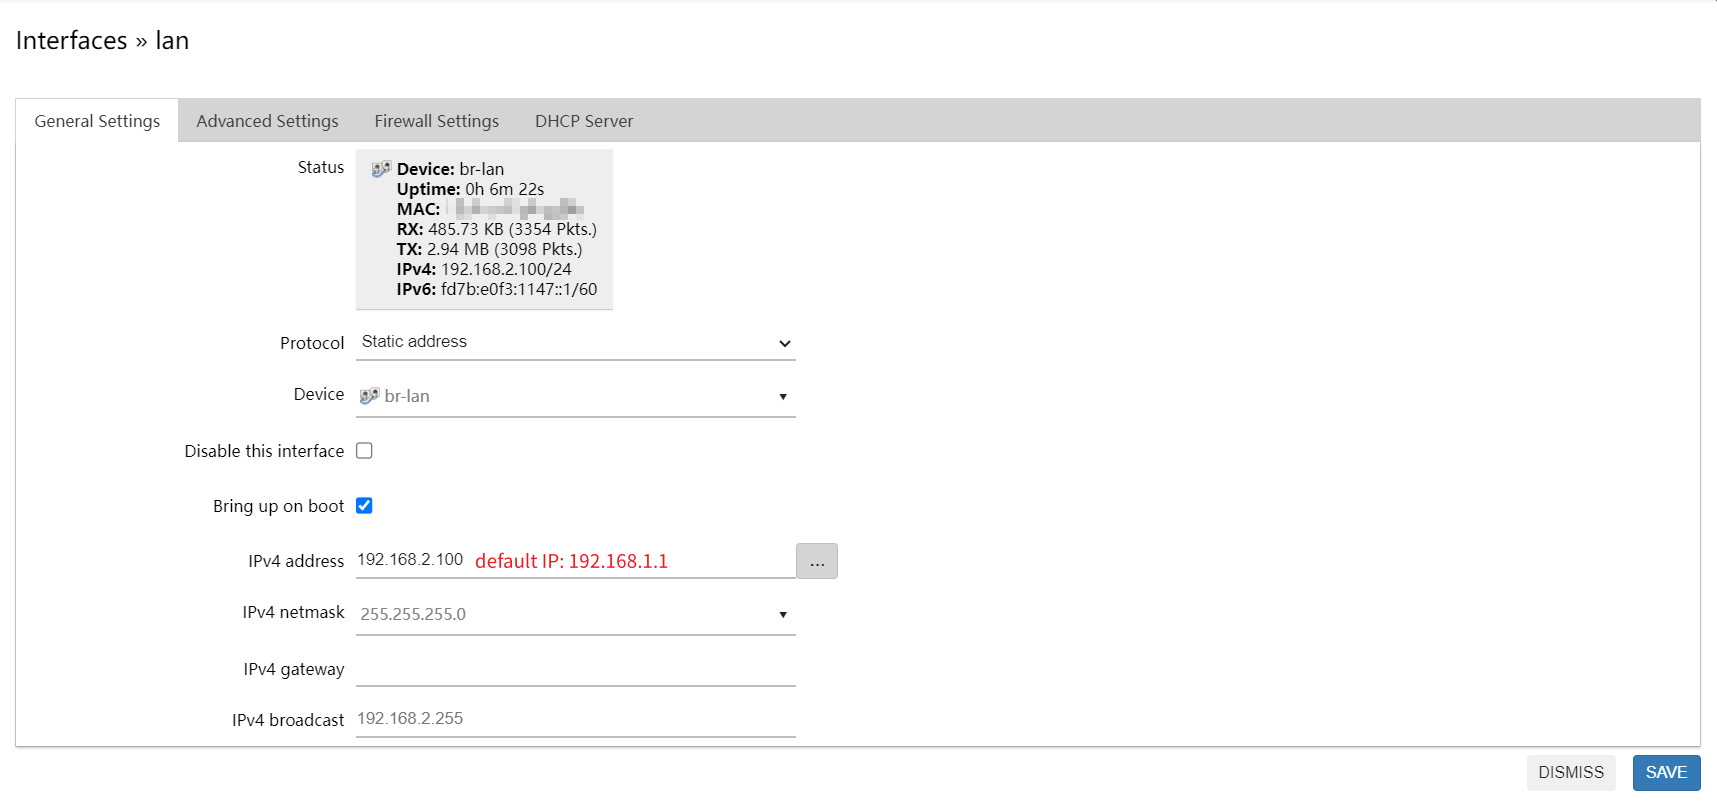 Interfaces » lan
General Settings Advanced Settings Firewall Settings DHCP Server
Status
Device: br-lan
Uptime: 0h 6m 22s
MAC:
RX: 485.73 KB (3354 Pkts.)
TX: 2.94 MB (3098 Pkts.)
IPv4: 192.168.2.100/24
IPv6: fd7b:e0f3:1147::1/60
Protocol Static address
Device br-lan
Disable this interface
Bring up on boot
IPv4 address 192.168.2.100 default IP: 192.168.1.1 ...
IPv4 netmask 255.255.255.0
IPv4 gateway
IPv4 broadcast 192.168.2.255
DISMISS SAVE